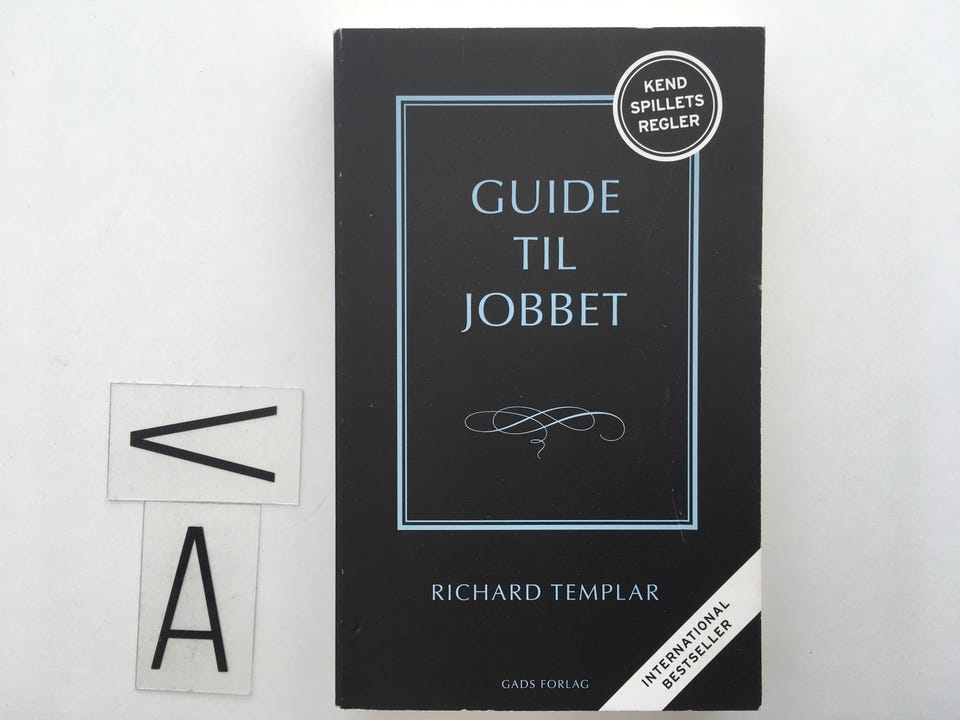 KEND
SPILLETS
REGLER
GUIDE
TIL
JOBBET
<
A
RICHARD TEMPLAR
INTERNATIONAL
BESTSELLER
GADS FORLAG